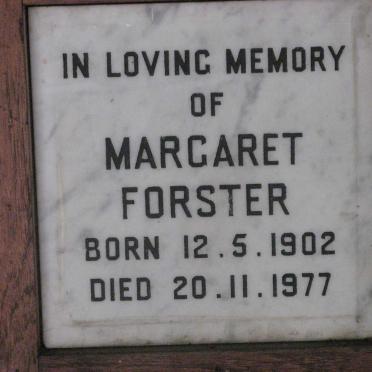 IN LOVING MEMORY
OF
MARGARET
FORSTER
BORN 12.5.1902
DIED 20.11.1977